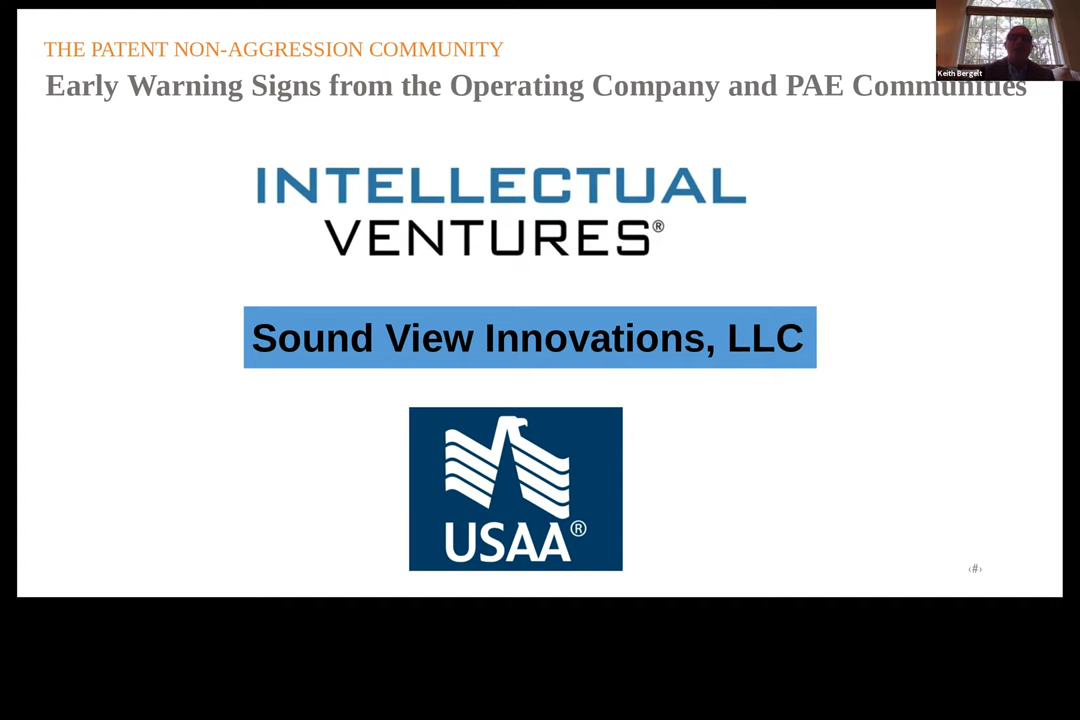 THE PATENT NON-AGGRESSION COMMUNITY
Early Warning Signs from the Operating Company and PAE Communities
Keith Bergelt
INTELLECTUAL
VENTURES®
Sound View Innovations, LLC
USAA®
‹#›